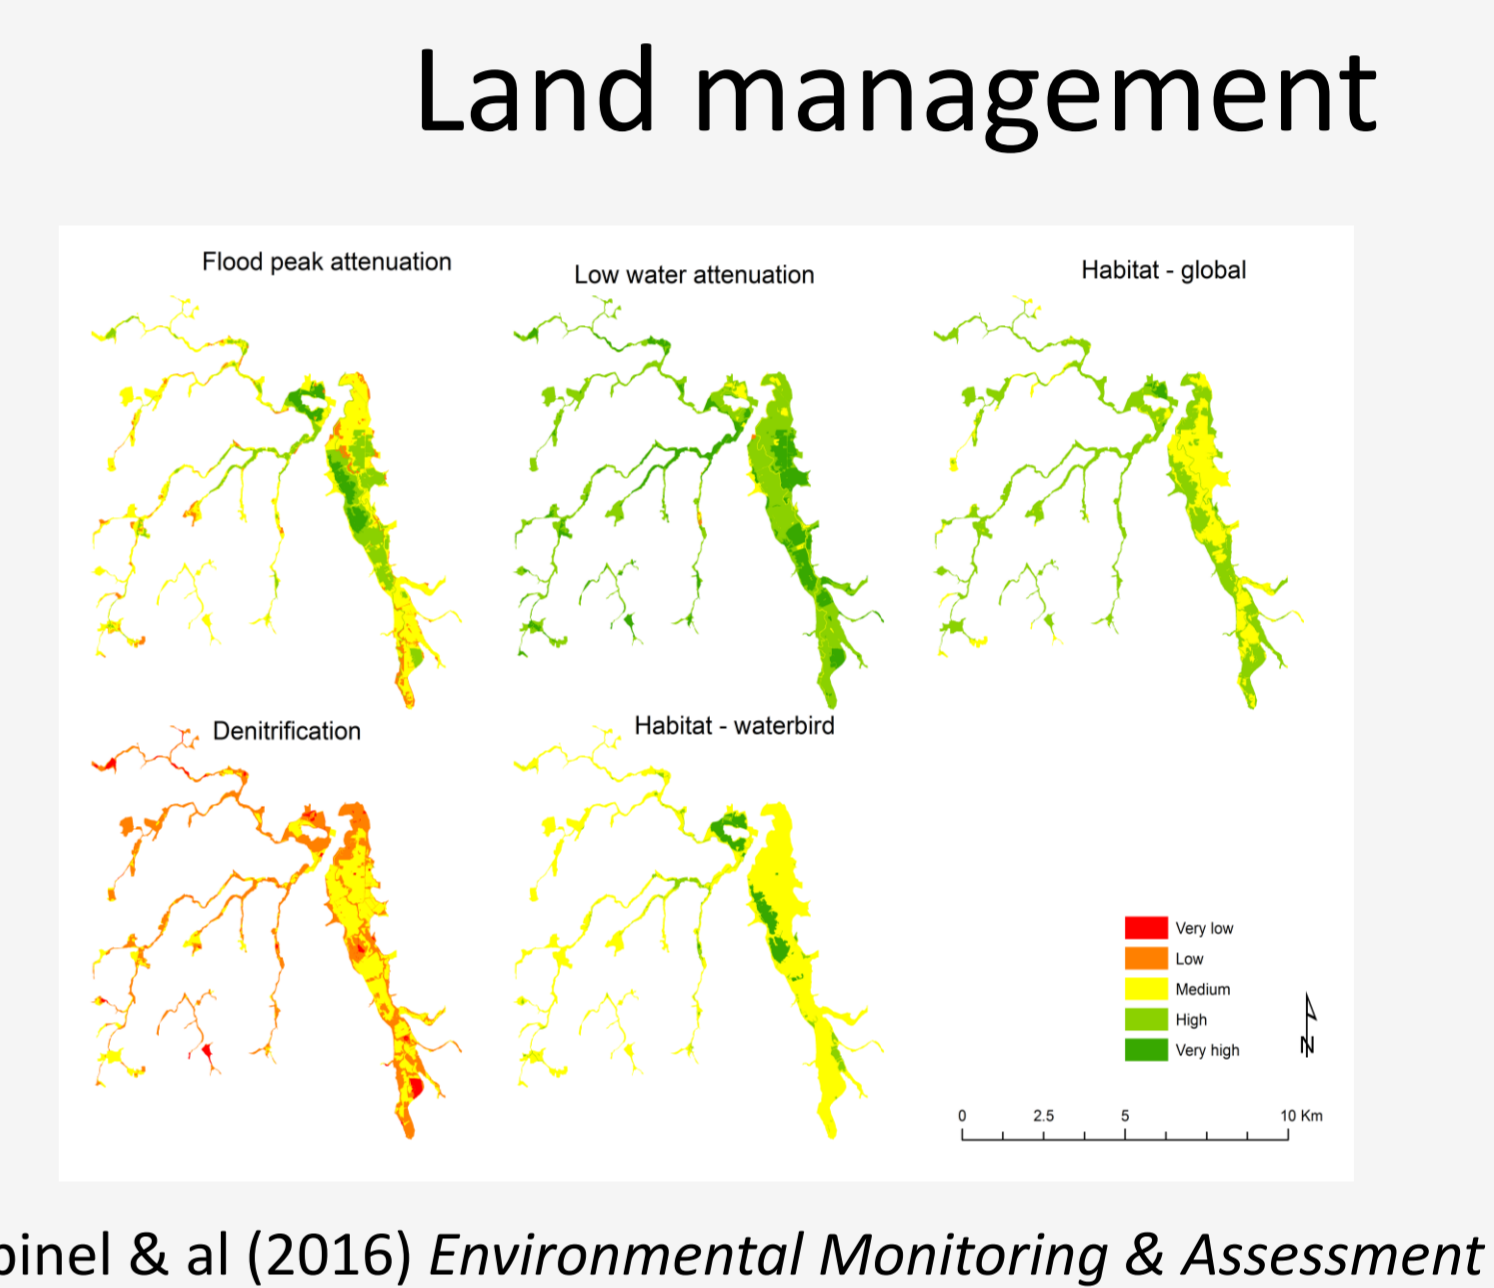 Land management
Flood peak attenuation
Low water attenuation
Habitat - global
Denitrification
Habitat - waterbird
Very low
Low
Medium
High
Very high
N
0 2.5 5 10 Km
& al (2016) Environmental Monitoring & Assessment